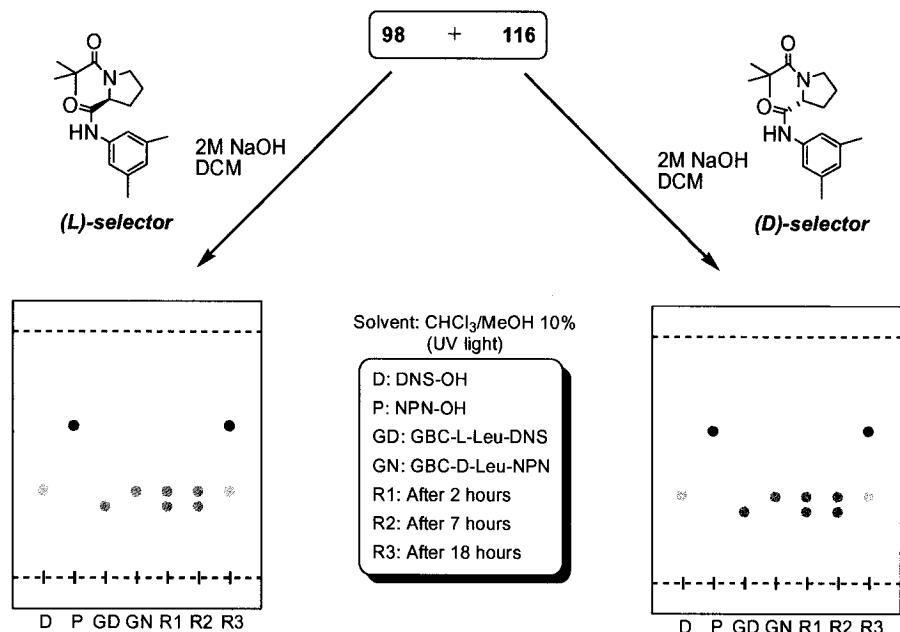 98 + 116
O
N
O
HN
2M NaOH
DCM
(L)-selector
O
N
O
HN
2M NaOH
DCM
(D)-selector
Solvent: CHCl3/MeOH 10%
(UV light)
D: DNS-OH
P: NPN-OH
GD: GBC-L-Leu-DNS
GN: GBC-D-Leu-NPN
R1: After 2 hours
R2: After 7 hours
R3: After 18 hours
D P GD GN R1 R2 R3
D P GD GN R1 R2 R3